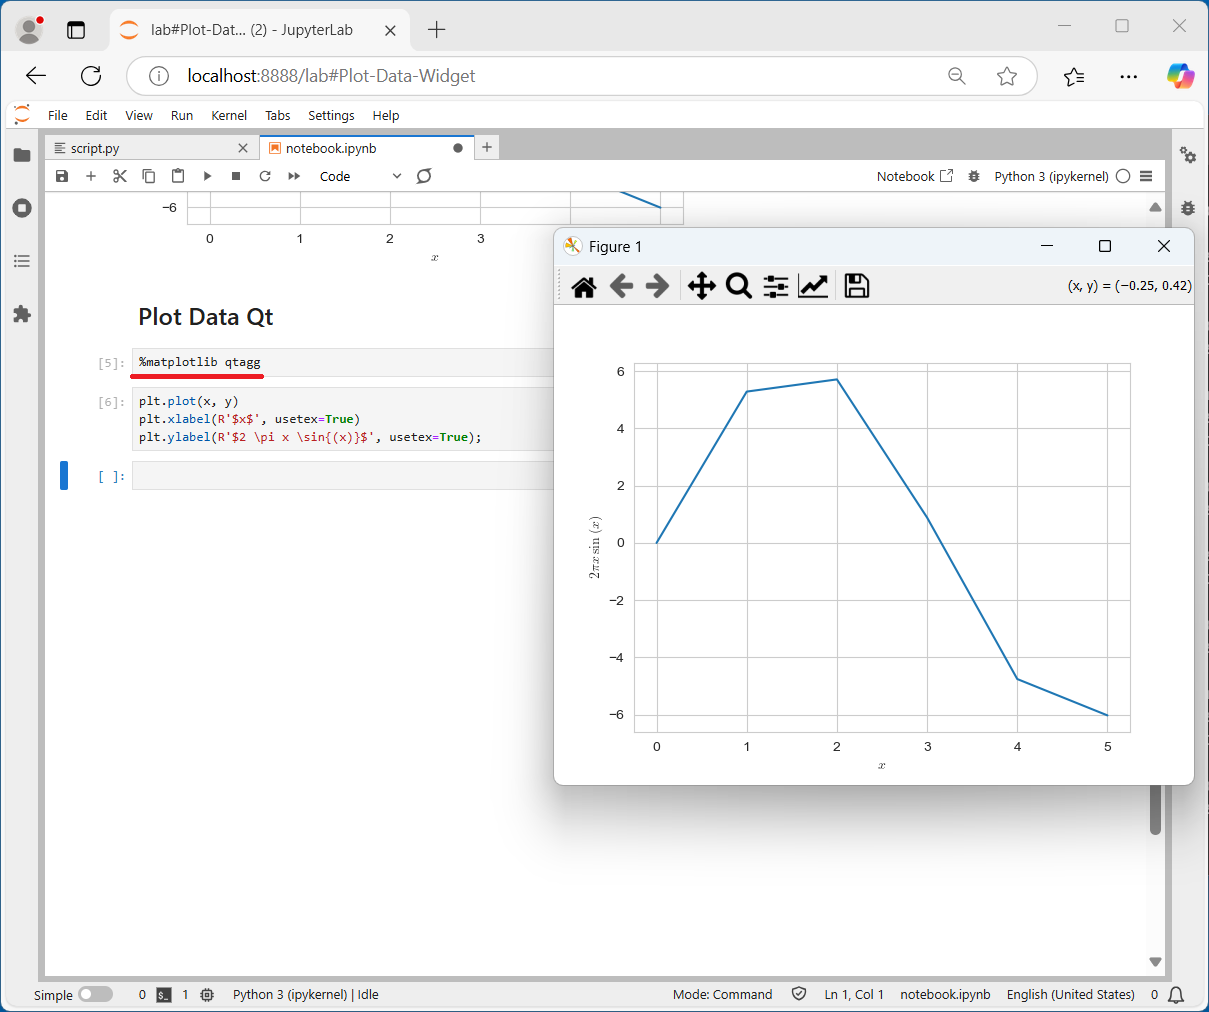 lab#Plot-Dat... (2) - JupyterLab
localhost:8888/lab#Plot-Data-Widget
File Edit View Run Kernel Tabs Settings Help
script.py
notebook.ipynb
Code
Notebook
Python 3 (ipykernel)
−6
0 1 2 3
x
Plot Data Qt
[5]:
%matplotlib qtagg
[6]:
plt.plot(x, y)
plt.xlabel(R'$x$', usetex=True)
plt.ylabel(R'$2 \pi x \sin{(x)}$', usetex=True);
[ ]:
Figure 1
(x, y) = (−0.25, 0.42)
6
4
2
0
−2
−4
−6
2πx sin (x)
0 1 2 3 4 5
x
Simple
0
$_
1
Python 3 (ipykernel) | Idle
Mode: Command
Ln 1, Col 1
notebook.ipynb
English (United States)
0